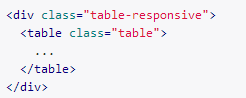 <div class="table-responsive">
  <table class="table">
    ...
  </table>
</div>